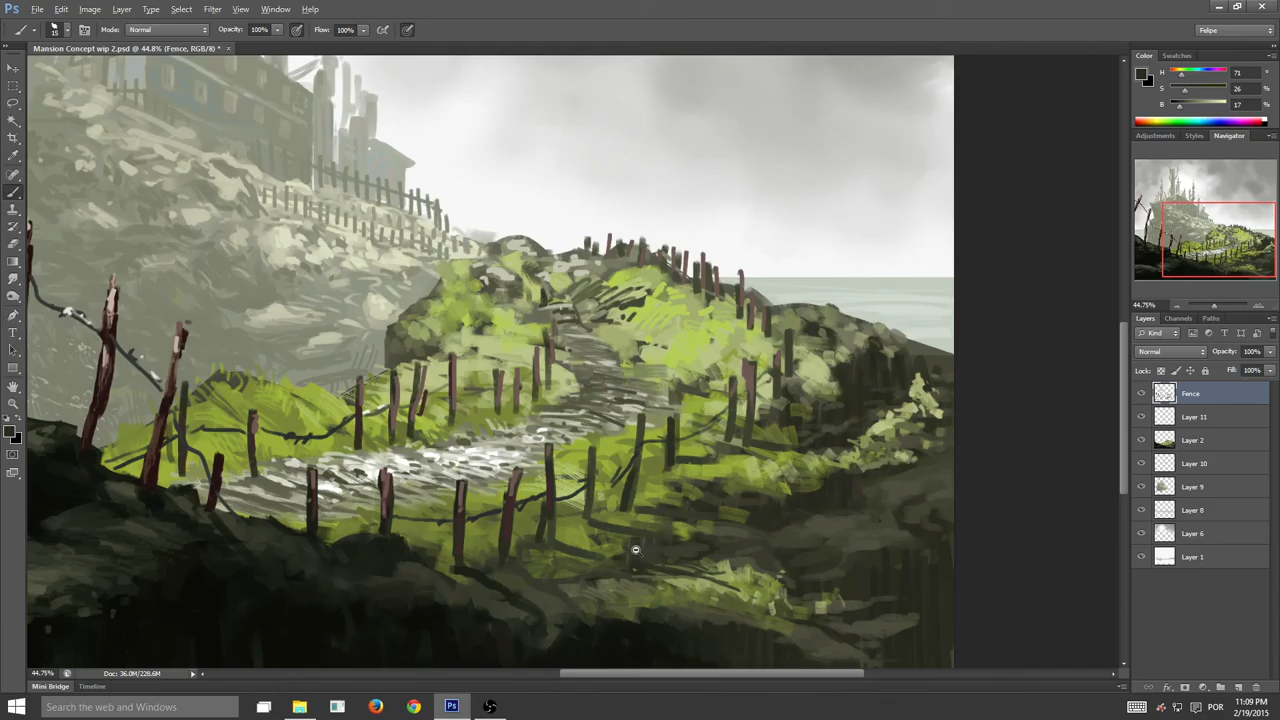 Ps File Edit Image Layer Type Select Filter View Window Help
15 Mode: Normal Opacity: 100% Flow: 100% Felipe
Mansion Concept wip 2.psd @ 44.8% (Fence, RGB/8) * ×
Color Swatches
H 71 °
S 26 %
B 17 %
Adjustments Styles Navigator
44.75%
Layers Channels Paths
Kind
Normal Opacity: 100%
Lock: Fill: 100%
Fence
Layer 11
Layer 2
Layer 10
Layer 9
Layer 8
Layer 6
Layer 1
44.75% Doc: 36.0M/228.6M
Mini Bridge Timeline
Search the web and Windows
Ps
POR
11:09 PM
2/19/2015